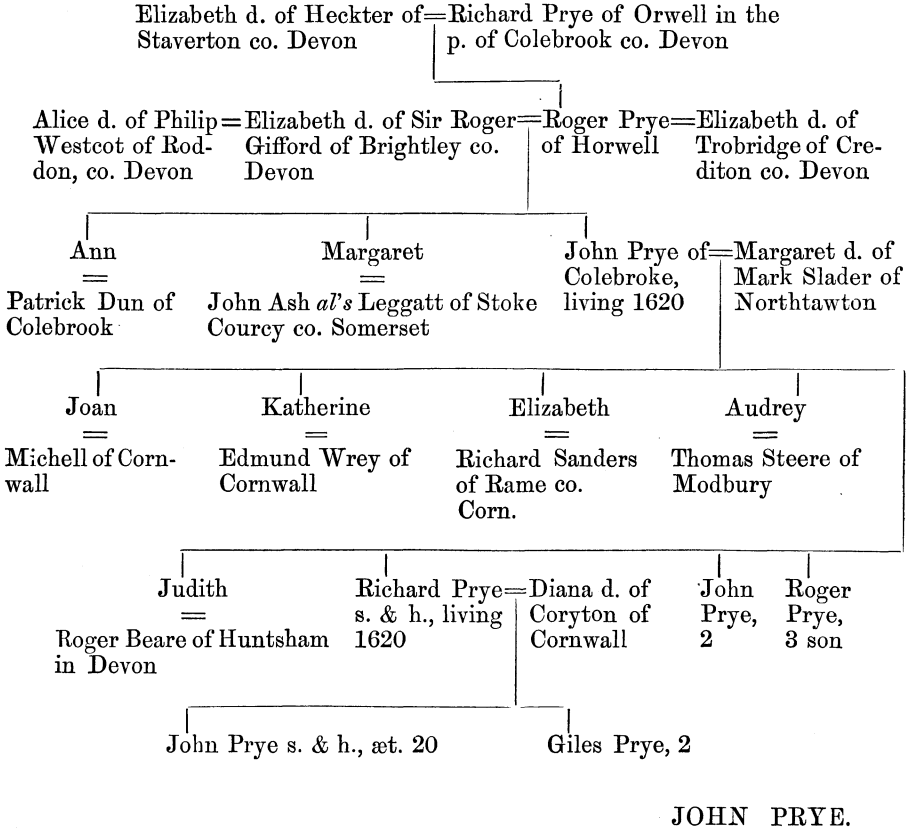 Elizabeth d. of Heckter of=Richard Prye of Orwell in the
Staverton co. Devon p. of Colebrook co. Devon
Alice d. of Philip=Elizabeth d. of Sir Roger=Roger Prye=Elizabeth d. of
Westcot of Rod- Gifford of Brightley co. of Horwell Trobridge of Cre-
don, co. Devon Devon diton co. Devon
Ann Margaret John Prye of=Margaret d. of
= = Colebroke, Mark Slader of
Patrick Dun of John Ash al's Leggatt of Stoke living 1620 Northtawton
Colebrook Courcy co. Somerset
Joan Katherine Elizabeth Audrey
= = = =
Michell of Corn- Edmund Wrey of Richard Sanders Thomas Steere of
wall Cornwall of Rame co. Modbury
Corn.
Judith Richard Prye=Diana d. of John Roger
= s. & h., living Coryton of Prye, Prye,
Roger Beare of Huntsham 1620 Cornwall 2 3 son
in Devon
John Prye s. & h., æt. 20 Giles Prye, 2
JOHN PRYE.